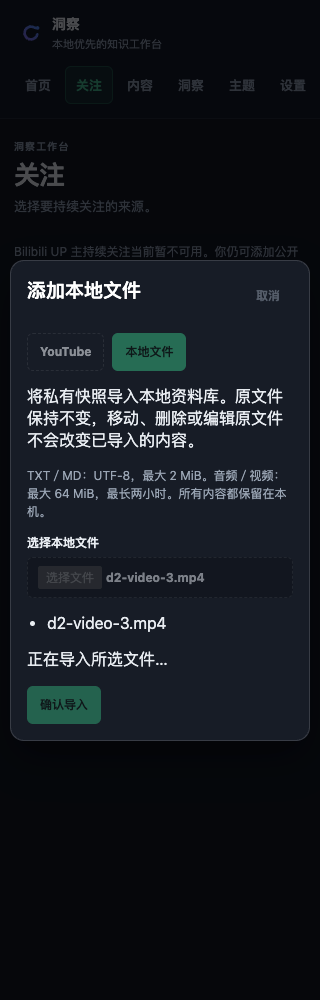 洞察
本地优先的知识工作台
首页 关注 内容 洞察 主题 设置
洞察工作台
关注
选择要持续关注的来源。
Bilibili UP 主持续关注当前暂不可用。你仍可添加公开
添加本地文件
取消
YouTube 本地文件
将私有快照导入本地资料库。原文件
保持不变，移动、删除或编辑原文件
不会改变已导入的内容。
TXT / MD：UTF-8，最大 2 MiB。音频 / 视频：
最大 64 MiB，最长两小时。所有内容都保留在本
机。
选择本地文件
选择文件 d2-video-3.mp4
• d2-video-3.mp4
正在导入所选文件…
确认导入